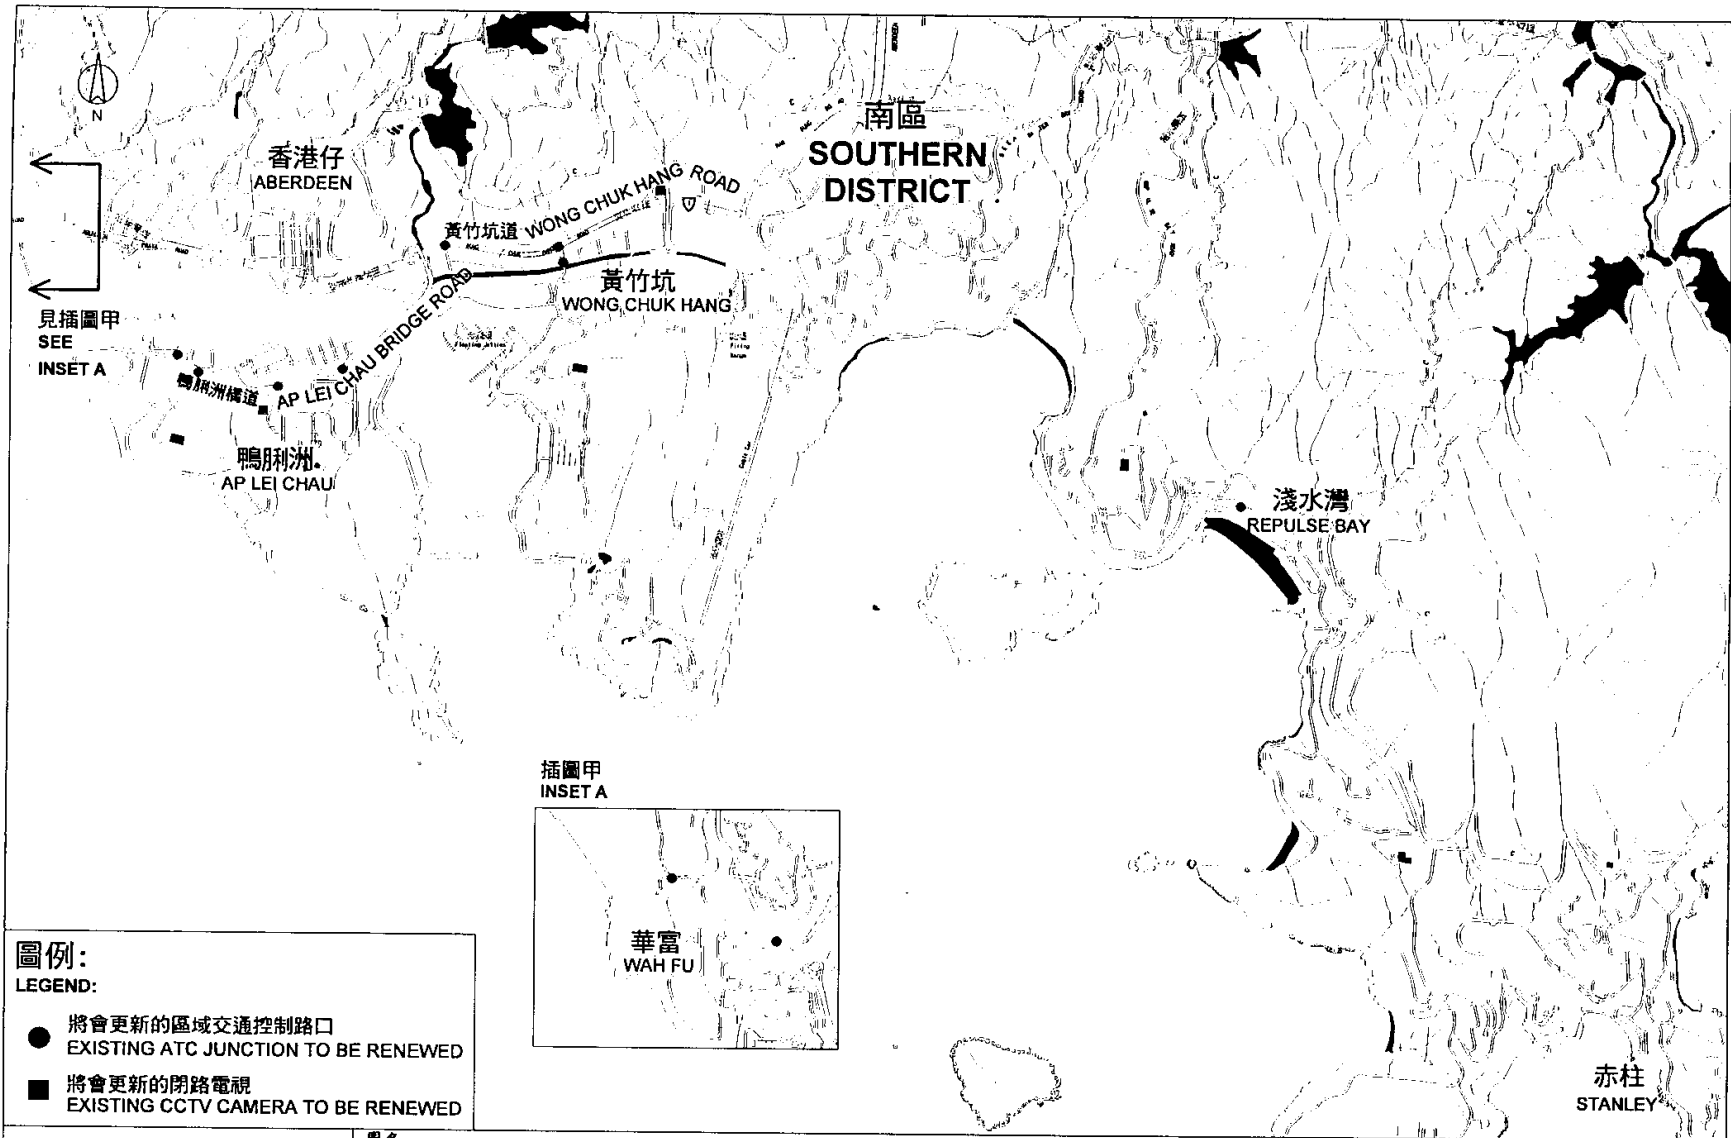 N
南區
SOUTHERN
DISTRICT
香港仔
ABERDEEN
黃竹坑道 WONG CHUK HANG ROAD
黃竹坑
WONG CHUK HANG
見插圖甲
SEE
INSET A
鴨脷洲橋道 AP LEI CHAU BRIDGE ROAD
鴨脷洲
AP LEI CHAU
淺水灣
REPULSE BAY
插圖甲
INSET A
華富
WAH FU
赤柱
STANLEY
圖例:
LEGEND:
將會更新的區域交通控制路口
EXISTING ATC JUNCTION TO BE RENEWED
將會更新的閉路電視
EXISTING CCTV CAMERA TO BE RENEWED